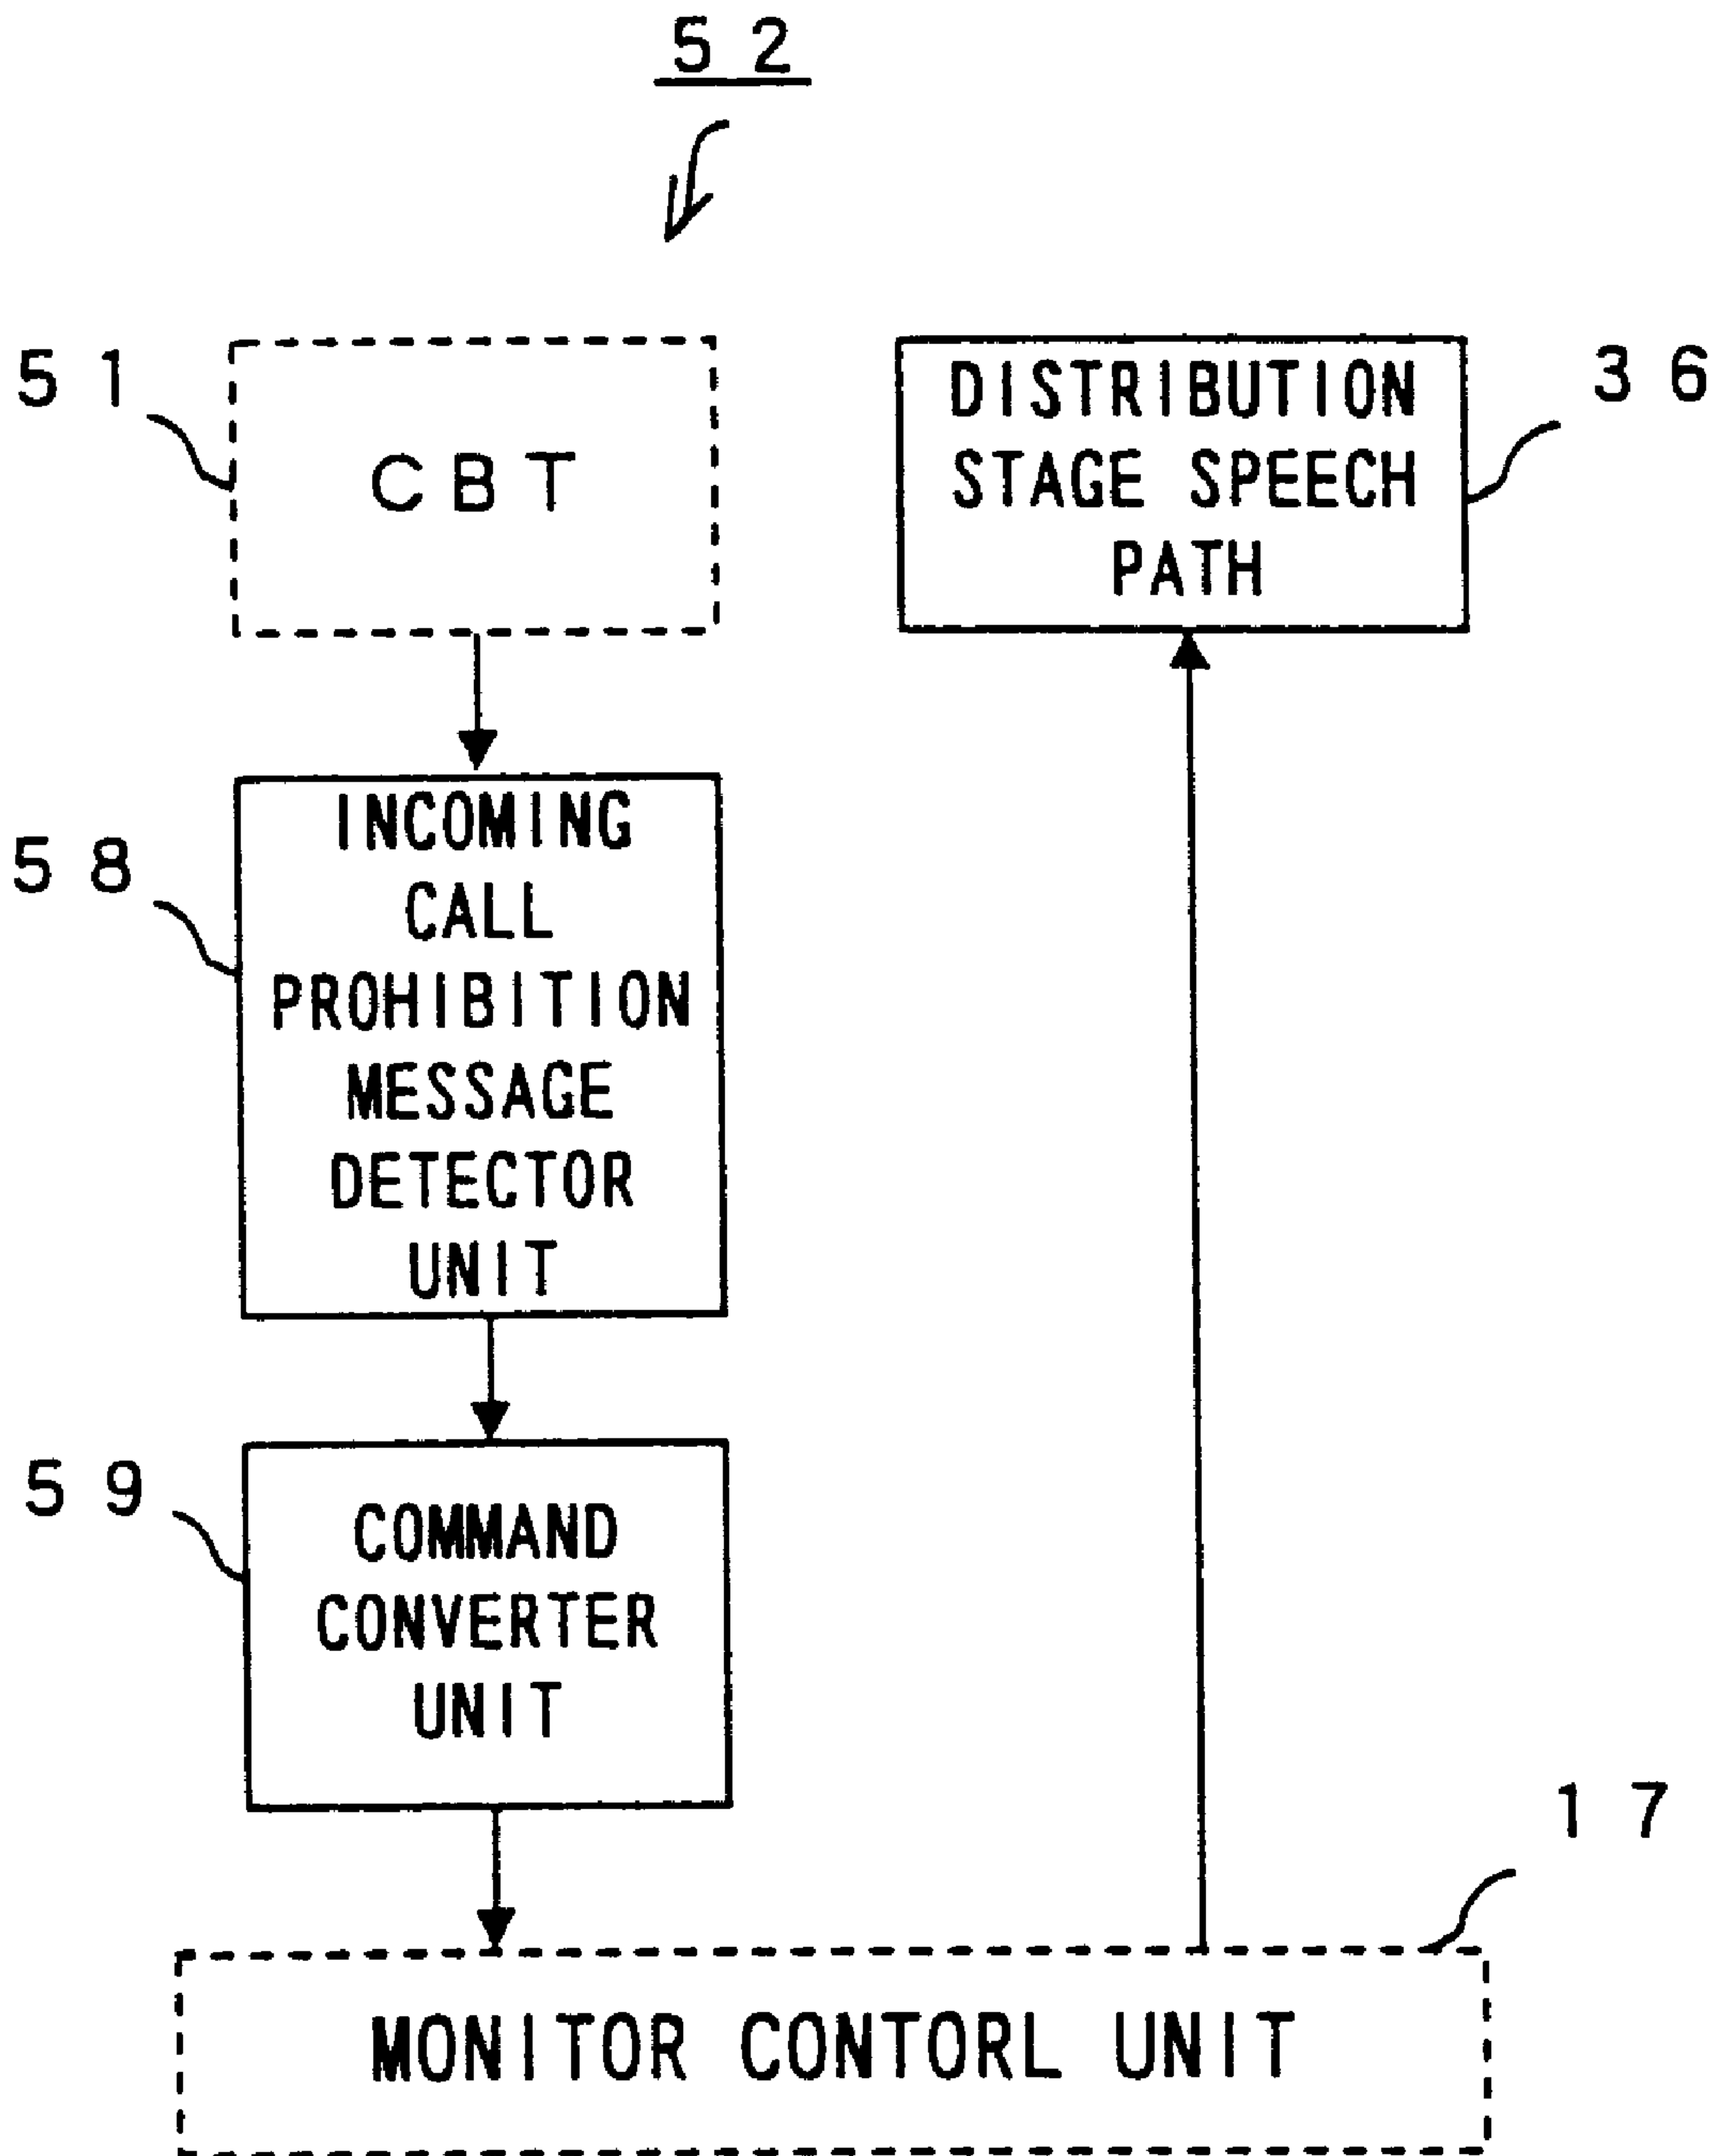 52
51
CBT
DISTRIBUTION
STAGE SPEECH
PATH
36
58
INCOMING
CALL
PROHIBITION
MESSAGE
DETECTOR
UNIT
59
COMMAND
CONVERTER
UNIT
17
MONITOR CONTORL UNIT